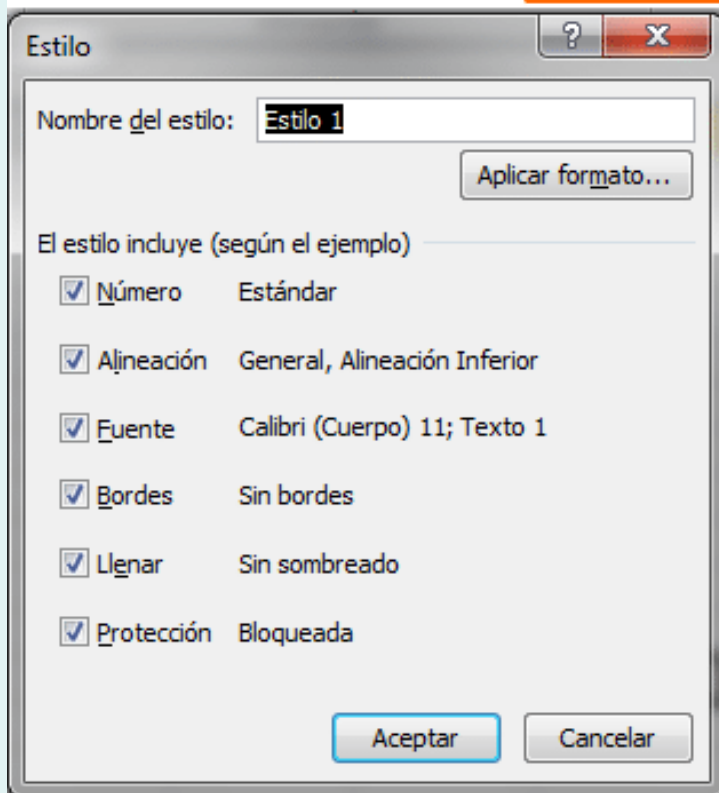 Estilo
Nombre del estilo: Estilo 1
Aplicar formato...
El estilo incluye (según el ejemplo)
Número Estándar
Alineación General, Alineación Inferior
Fuente Calibri (Cuerpo) 11; Texto 1
Bordes Sin bordes
Llenar Sin sombreado
Protección Bloqueada
Aceptar Cancelar